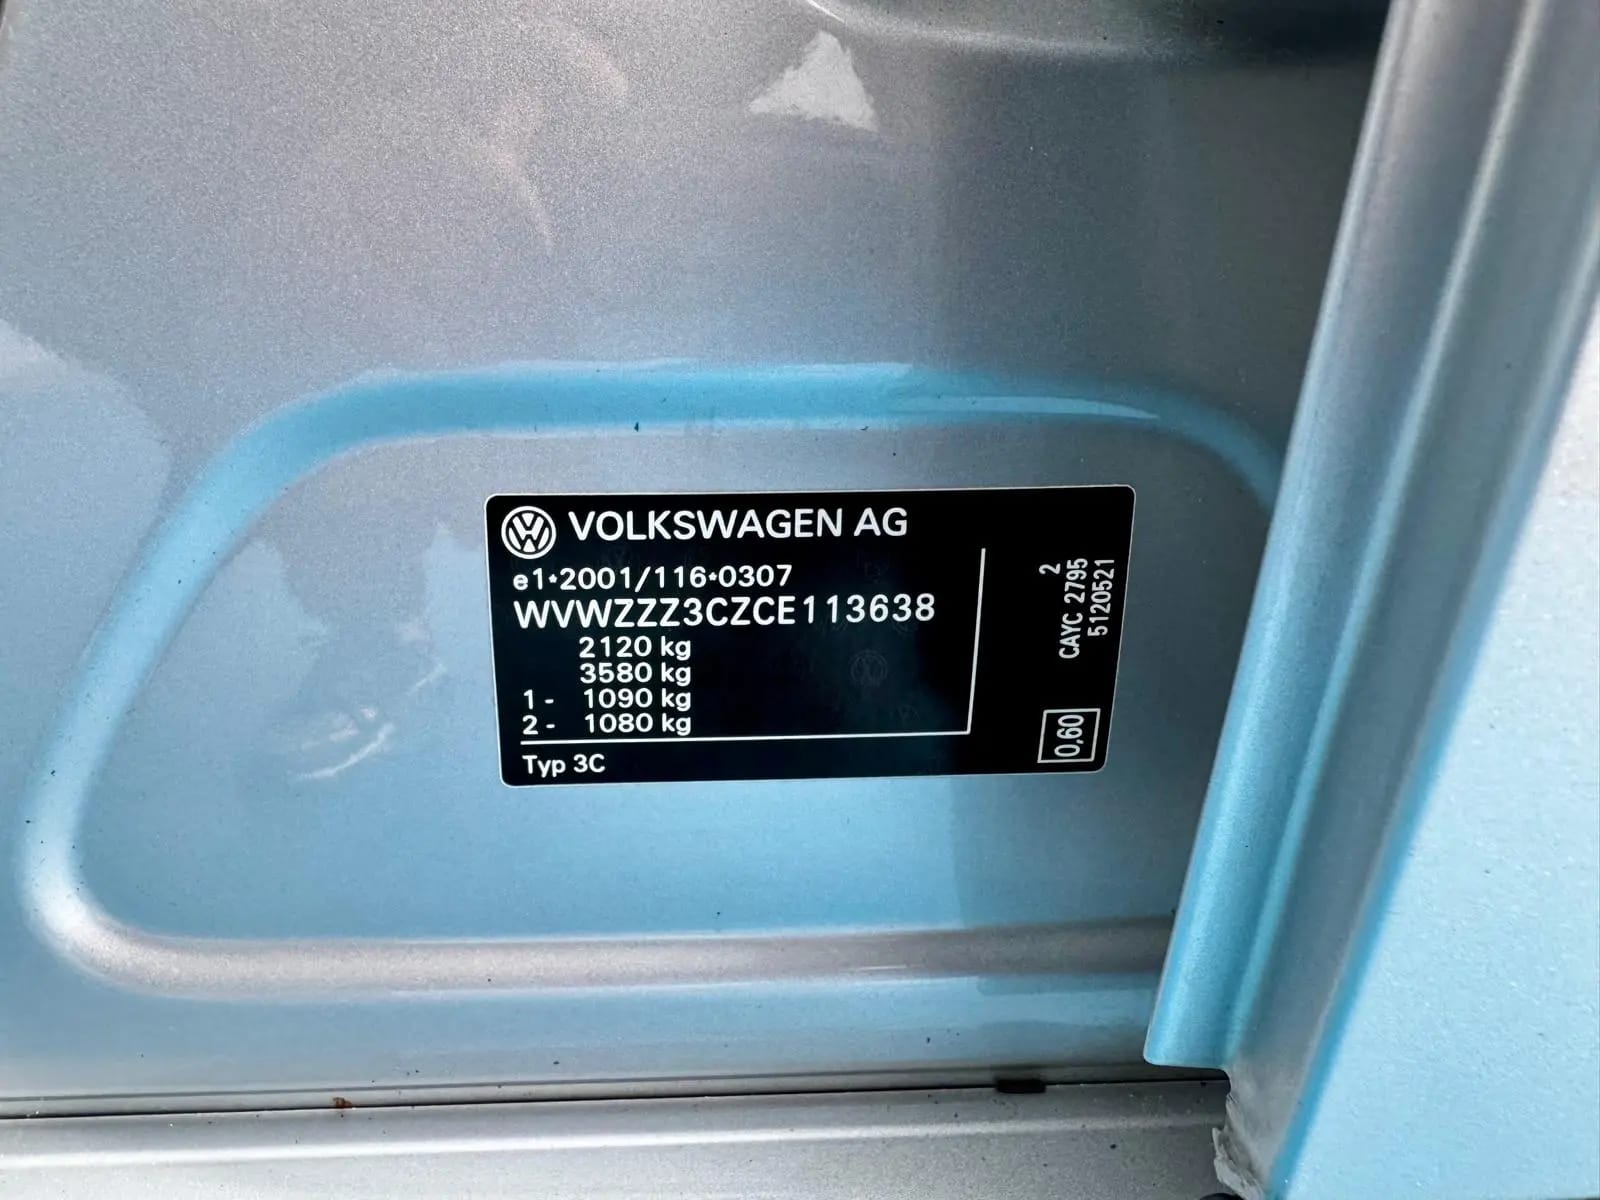 VOLKSWAGEN AG
e1*2001/116*0307
WVWZZZ3CZCE113638
2120 kg
3580 kg
1 - 1090 kg
2 - 1080 kg
Typ 3C
2
CAYC 2795
5120521
0,60